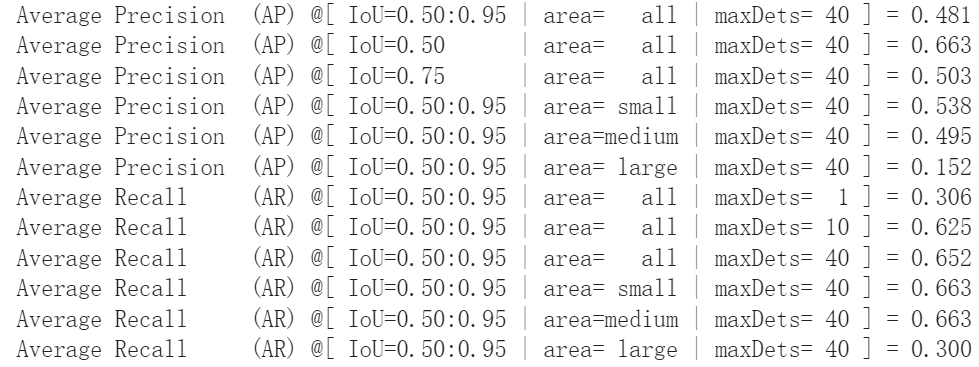 Average Precision  (AP) @[ IoU=0.50:0.95 | area=   all | maxDets= 40 ] = 0.481
Average Precision  (AP) @[ IoU=0.50      | area=   all | maxDets= 40 ] = 0.663
Average Precision  (AP) @[ IoU=0.75      | area=   all | maxDets= 40 ] = 0.503
Average Precision  (AP) @[ IoU=0.50:0.95 | area= small | maxDets= 40 ] = 0.538
Average Precision  (AP) @[ IoU=0.50:0.95 | area=medium | maxDets= 40 ] = 0.495
Average Precision  (AP) @[ IoU=0.50:0.95 | area= large | maxDets= 40 ] = 0.152
Average Recall     (AR) @[ IoU=0.50:0.95 | area=   all | maxDets=  1 ] = 0.306
Average Recall     (AR) @[ IoU=0.50:0.95 | area=   all | maxDets= 10 ] = 0.625
Average Recall     (AR) @[ IoU=0.50:0.95 | area=   all | maxDets= 40 ] = 0.652
Average Recall     (AR) @[ IoU=0.50:0.95 | area= small | maxDets= 40 ] = 0.663
Average Recall     (AR) @[ IoU=0.50:0.95 | area=medium | maxDets= 40 ] = 0.663
Average Recall     (AR) @[ IoU=0.50:0.95 | area= large | maxDets= 40 ] = 0.300